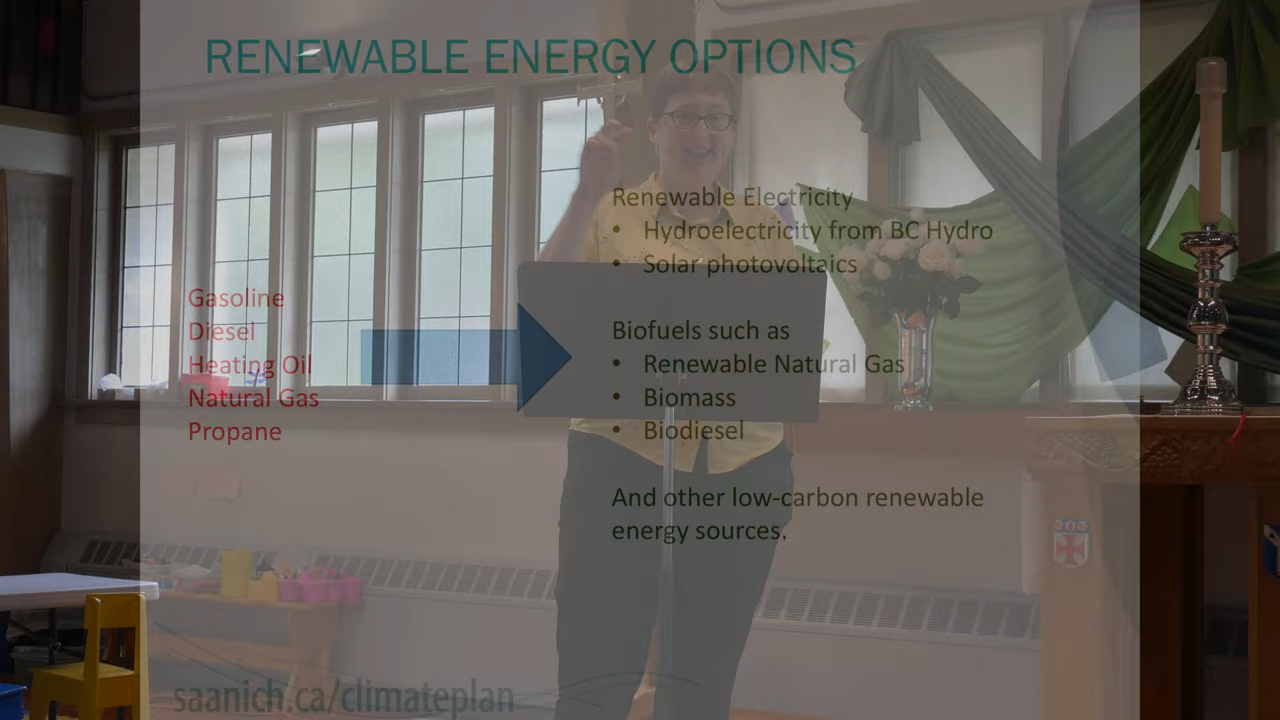 RENEWABLE ENERGY OPTIONS
Gasoline
Diesel
Heating Oil
Natural Gas
Propane
Renewable Electricity
• Hydroelectricity from BC Hydro
• Solar photovoltaics
Biofuels such as
• Renewable Natural Gas
• Biomass
• Biodiesel
And other low-carbon renewable
energy sources.
saanich.ca/climateplan